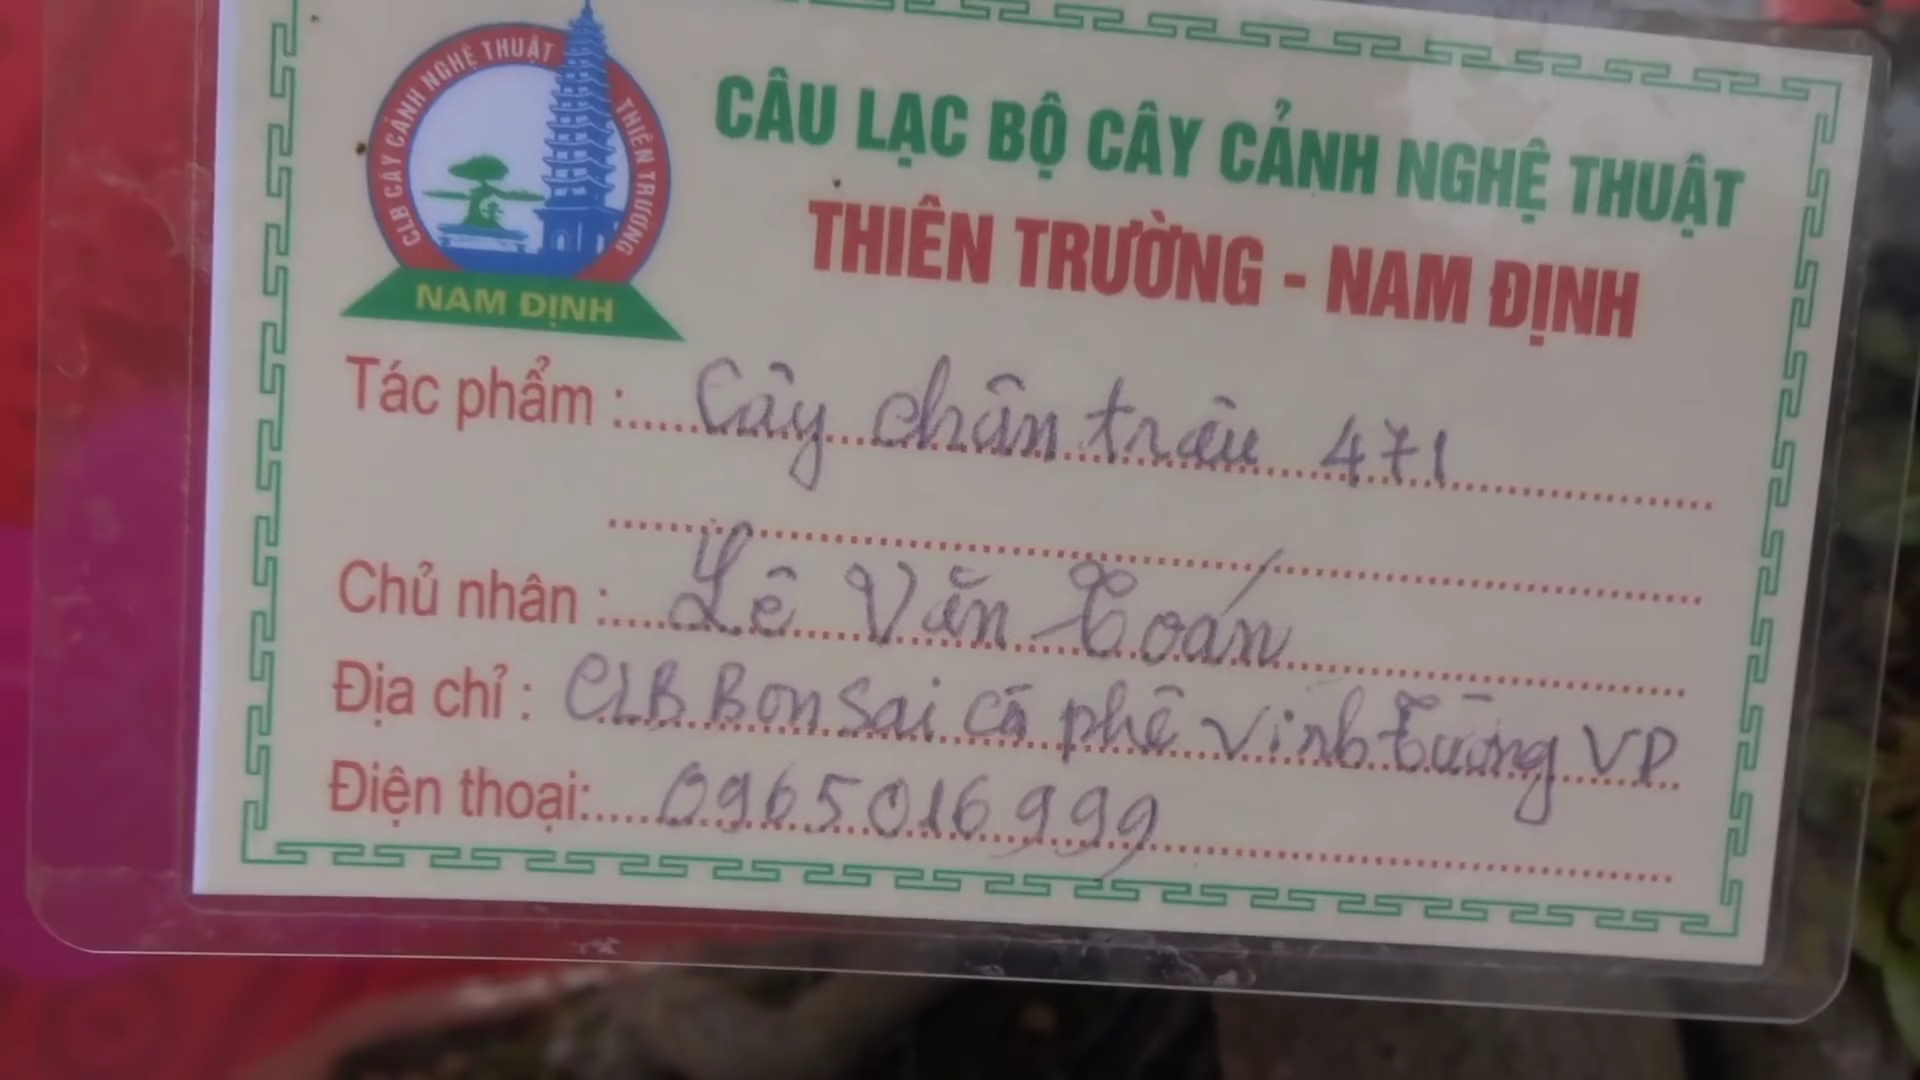 CLB CÂY CẢNH NGHỆ THUẬT THIÊN TRƯỜNG
NAM ĐỊNH
CÂU LẠC BỘ CÂY CẢNH NGHỆ THUẬT
THIÊN TRƯỜNG - NAM ĐỊNH
Tác phẩm : Cây chân trâu 471
Chủ nhân : Lê Văn Toán
Địa chỉ : CLB Bonsai cà phê Vĩnh Tường VP
Điện thoại: 0965016999